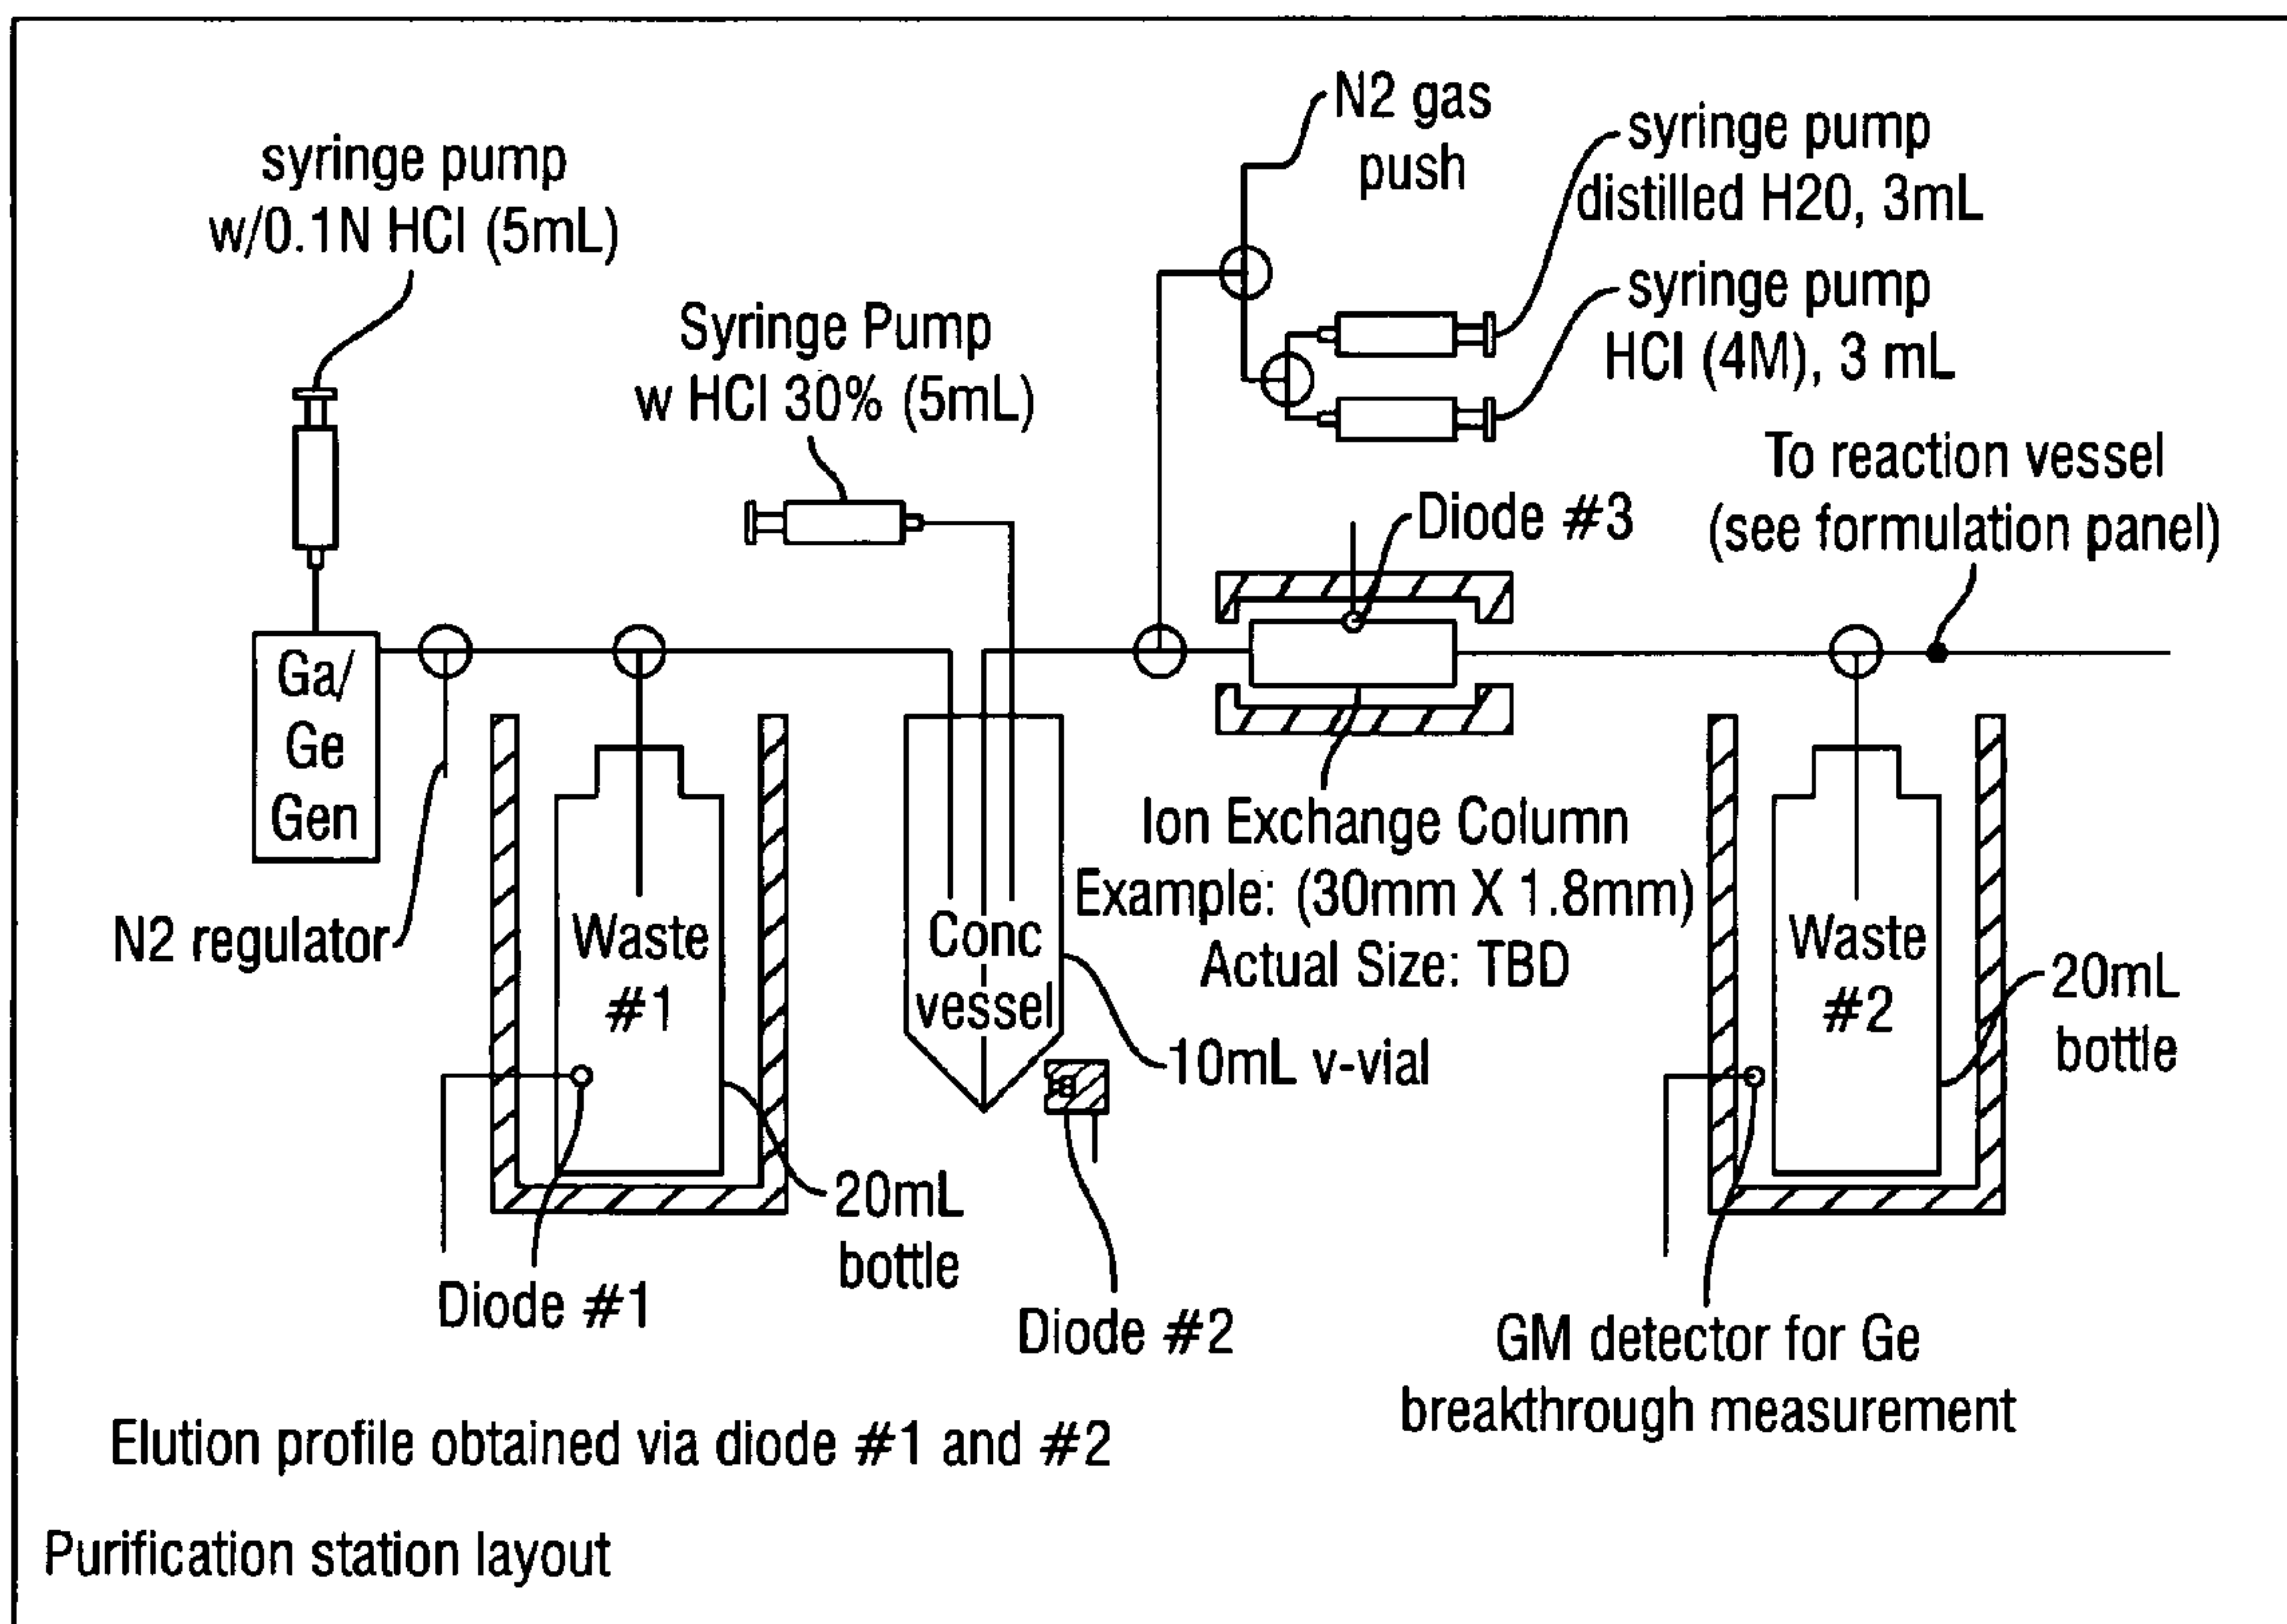 N2 gas
push
syringe pump
distilled H20, 3mL
syringe pump
w/0.1N HCl (5mL)
syringe pump
HCl (4M), 3 mL
Syringe Pump
w HCl 30% (5mL)
To reaction vessel
(see formulation panel)
Diode #3
Ga/
Ge
Gen
Ion Exchange Column
Example: (30mm X 1.8mm)
Actual Size: TBD
N2 regulator
Waste
#1
Conc
vessel
Waste
#2
20mL
bottle
10mL v-vial
20mL
bottle
Diode #1
Diode #2
GM detector for Ge
breakthrough measurement
Elution profile obtained via diode #1 and #2
Purification station layout